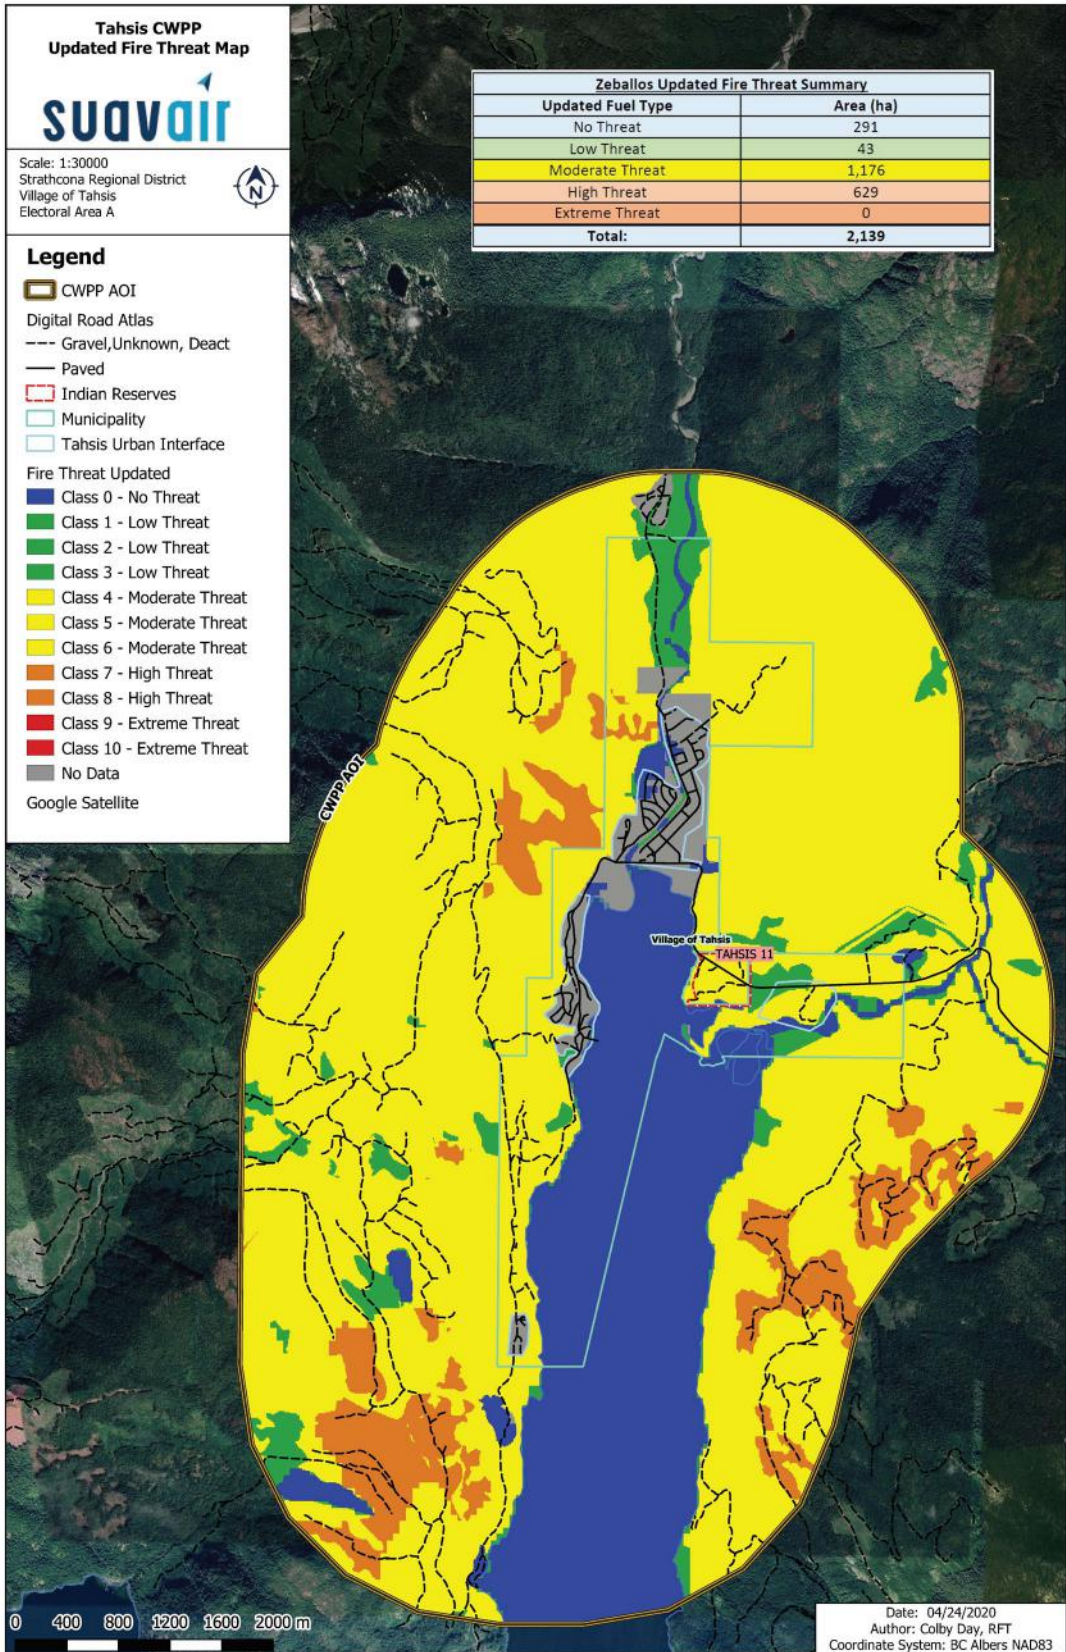 Tahsis CWPP
Updated Fire Threat Map
suavair
Scale: 1:30000
Strathcona Regional District
Village of Tahsis
Electoral Area A
N
Legend
CWPP AOI
Digital Road Atlas
Gravel,Unknown, Deact
Paved
Indian Reserves
Municipality
Tahsis Urban Interface
Fire Threat Updated
Class 0 - No Threat
Class 1 - Low Threat
Class 2 - Low Threat
Class 3 - Low Threat
Class 4 - Moderate Threat
Class 5 - Moderate Threat
Class 6 - Moderate Threat
Class 7 - High Threat
Class 8 - High Threat
Class 9 - Extreme Threat
Class 10 - Extreme Threat
No Data
Google Satellite
Zeballos Updated Fire Threat Summary
Updated Fuel Type Area (ha)
No Threat 291
Low Threat 43
Moderate Threat 1,176
High Threat 629
Extreme Threat 0
Total: 2,139
CWPP AOI
Village of Tahsis
TAHSIS 11
0 400 800 1200 1600 2000 m
Date: 04/24/2020
Author: Colby Day, RFT
Coordinate System: BC Albers NAD83